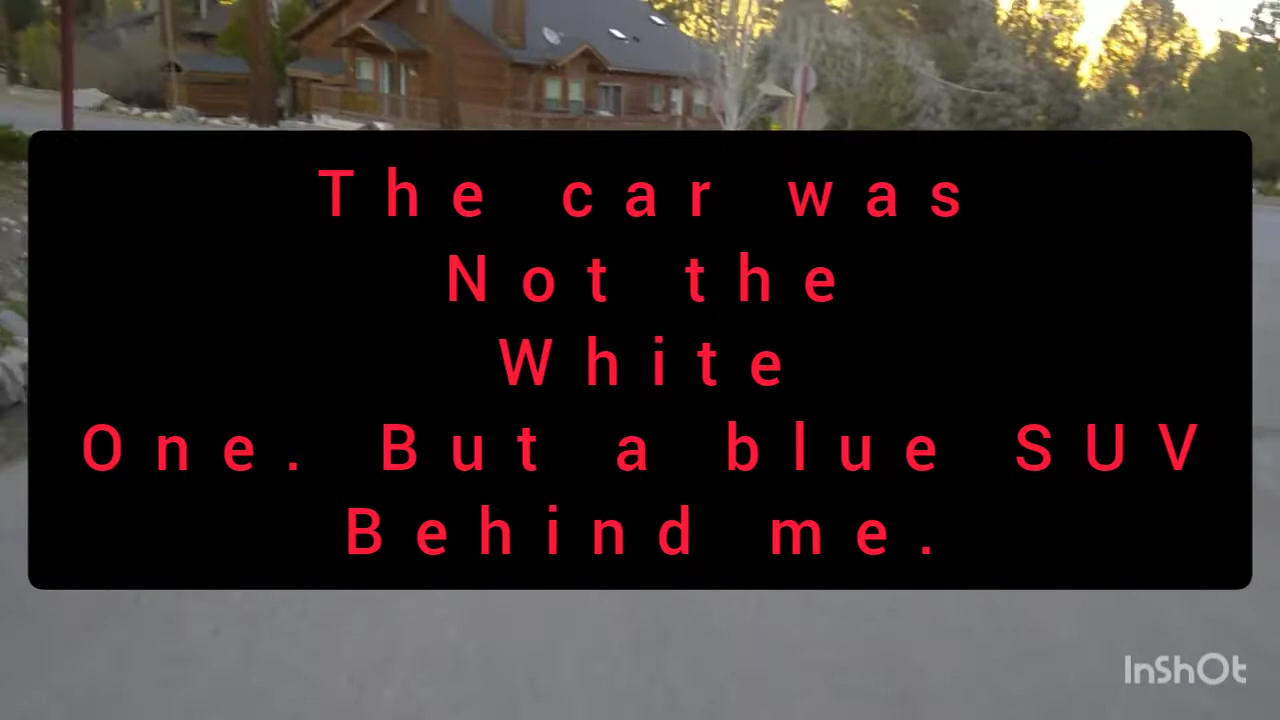 The car was
Not the
White
One. But a blue SUV
Behind me.
InShOt